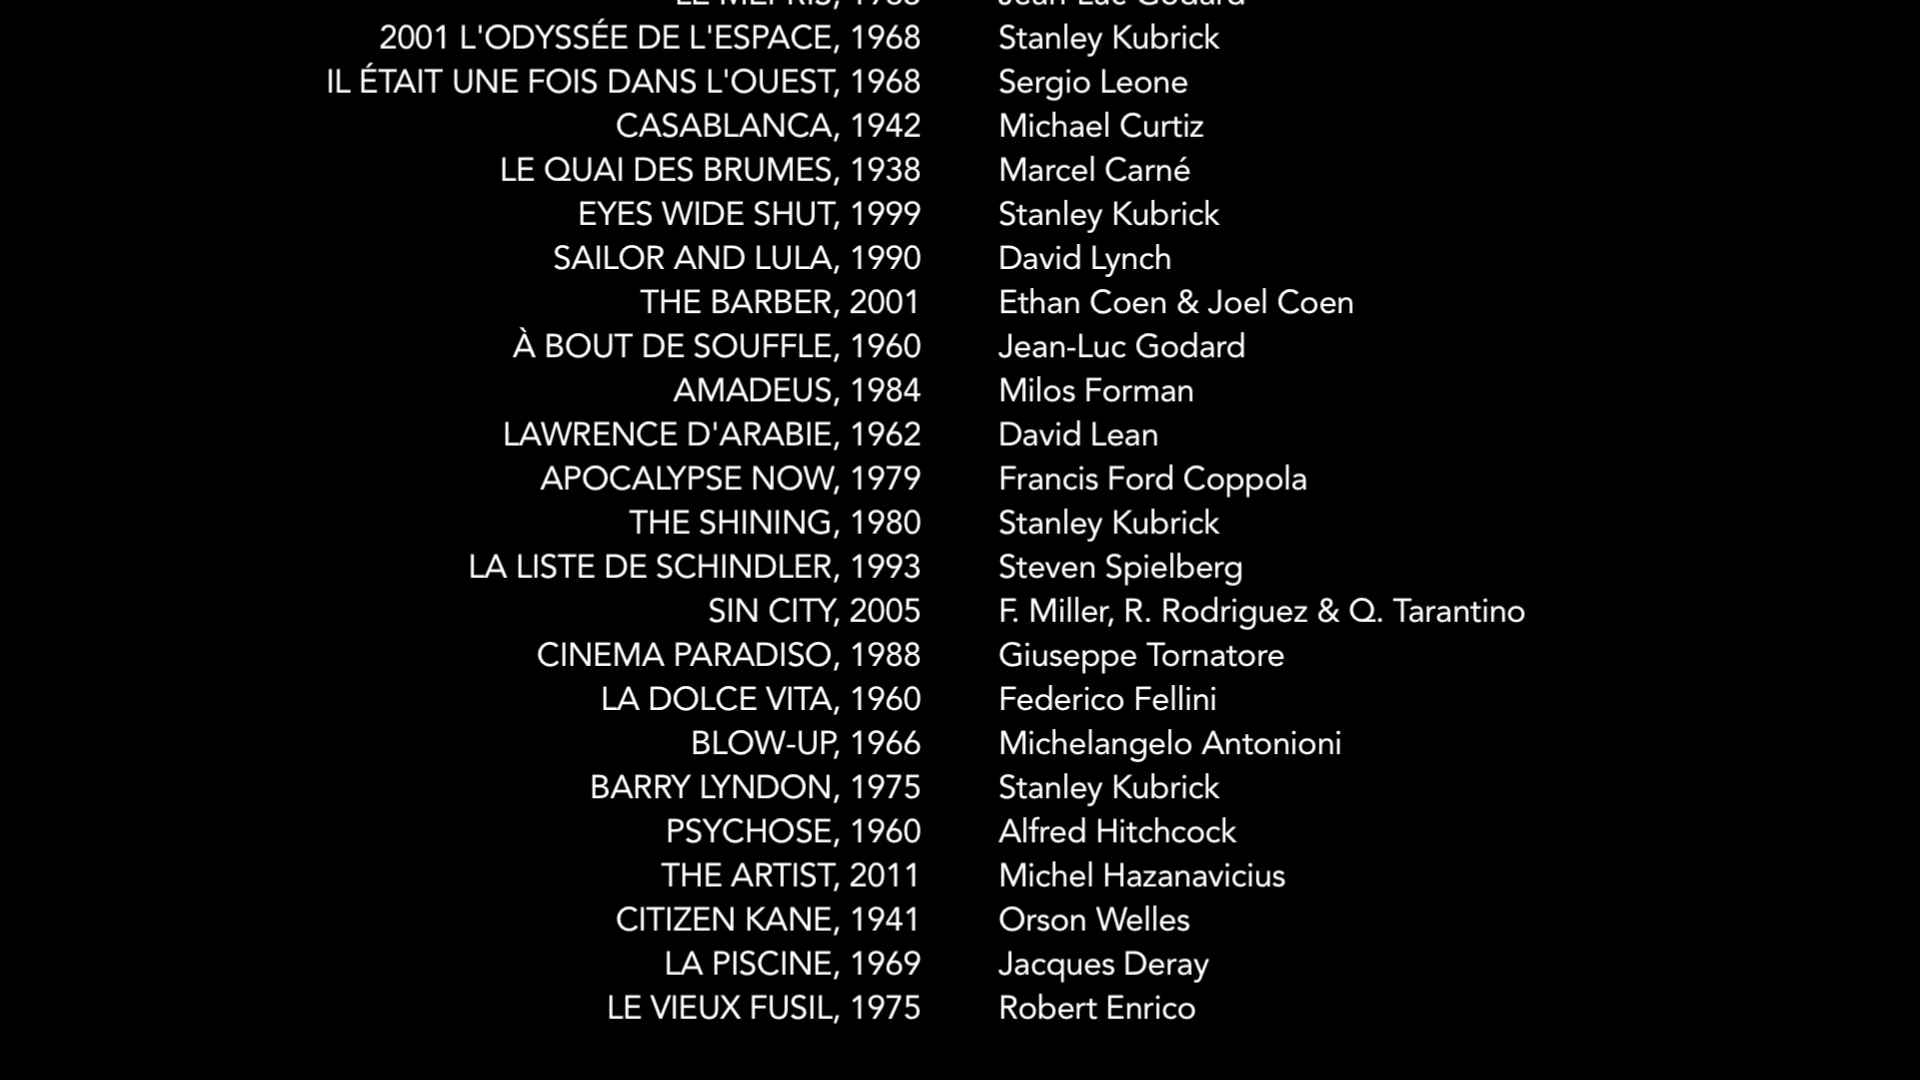 LE MÉPRIS, 1963 Jean-Luc Godard
2001 L'ODYSSÉE DE L'ESPACE, 1968 Stanley Kubrick
IL ÉTAIT UNE FOIS DANS L'OUEST, 1968 Sergio Leone
CASABLANCA, 1942 Michael Curtiz
LE QUAI DES BRUMES, 1938 Marcel Carné
EYES WIDE SHUT, 1999 Stanley Kubrick
SAILOR AND LULA, 1990 David Lynch
THE BARBER, 2001 Ethan Coen & Joel Coen
À BOUT DE SOUFFLE, 1960 Jean-Luc Godard
AMADEUS, 1984 Milos Forman
LAWRENCE D'ARABIE, 1962 David Lean
APOCALYPSE NOW, 1979 Francis Ford Coppola
THE SHINING, 1980 Stanley Kubrick
LA LISTE DE SCHINDLER, 1993 Steven Spielberg
SIN CITY, 2005 F. Miller, R. Rodriguez & Q. Tarantino
CINEMA PARADISO, 1988 Giuseppe Tornatore
LA DOLCE VITA, 1960 Federico Fellini
BLOW-UP, 1966 Michelangelo Antonioni
BARRY LYNDON, 1975 Stanley Kubrick
PSYCHOSE, 1960 Alfred Hitchcock
THE ARTIST, 2011 Michel Hazanavicius
CITIZEN KANE, 1941 Orson Welles
LA PISCINE, 1969 Jacques Deray
LE VIEUX FUSIL, 1975 Robert Enrico